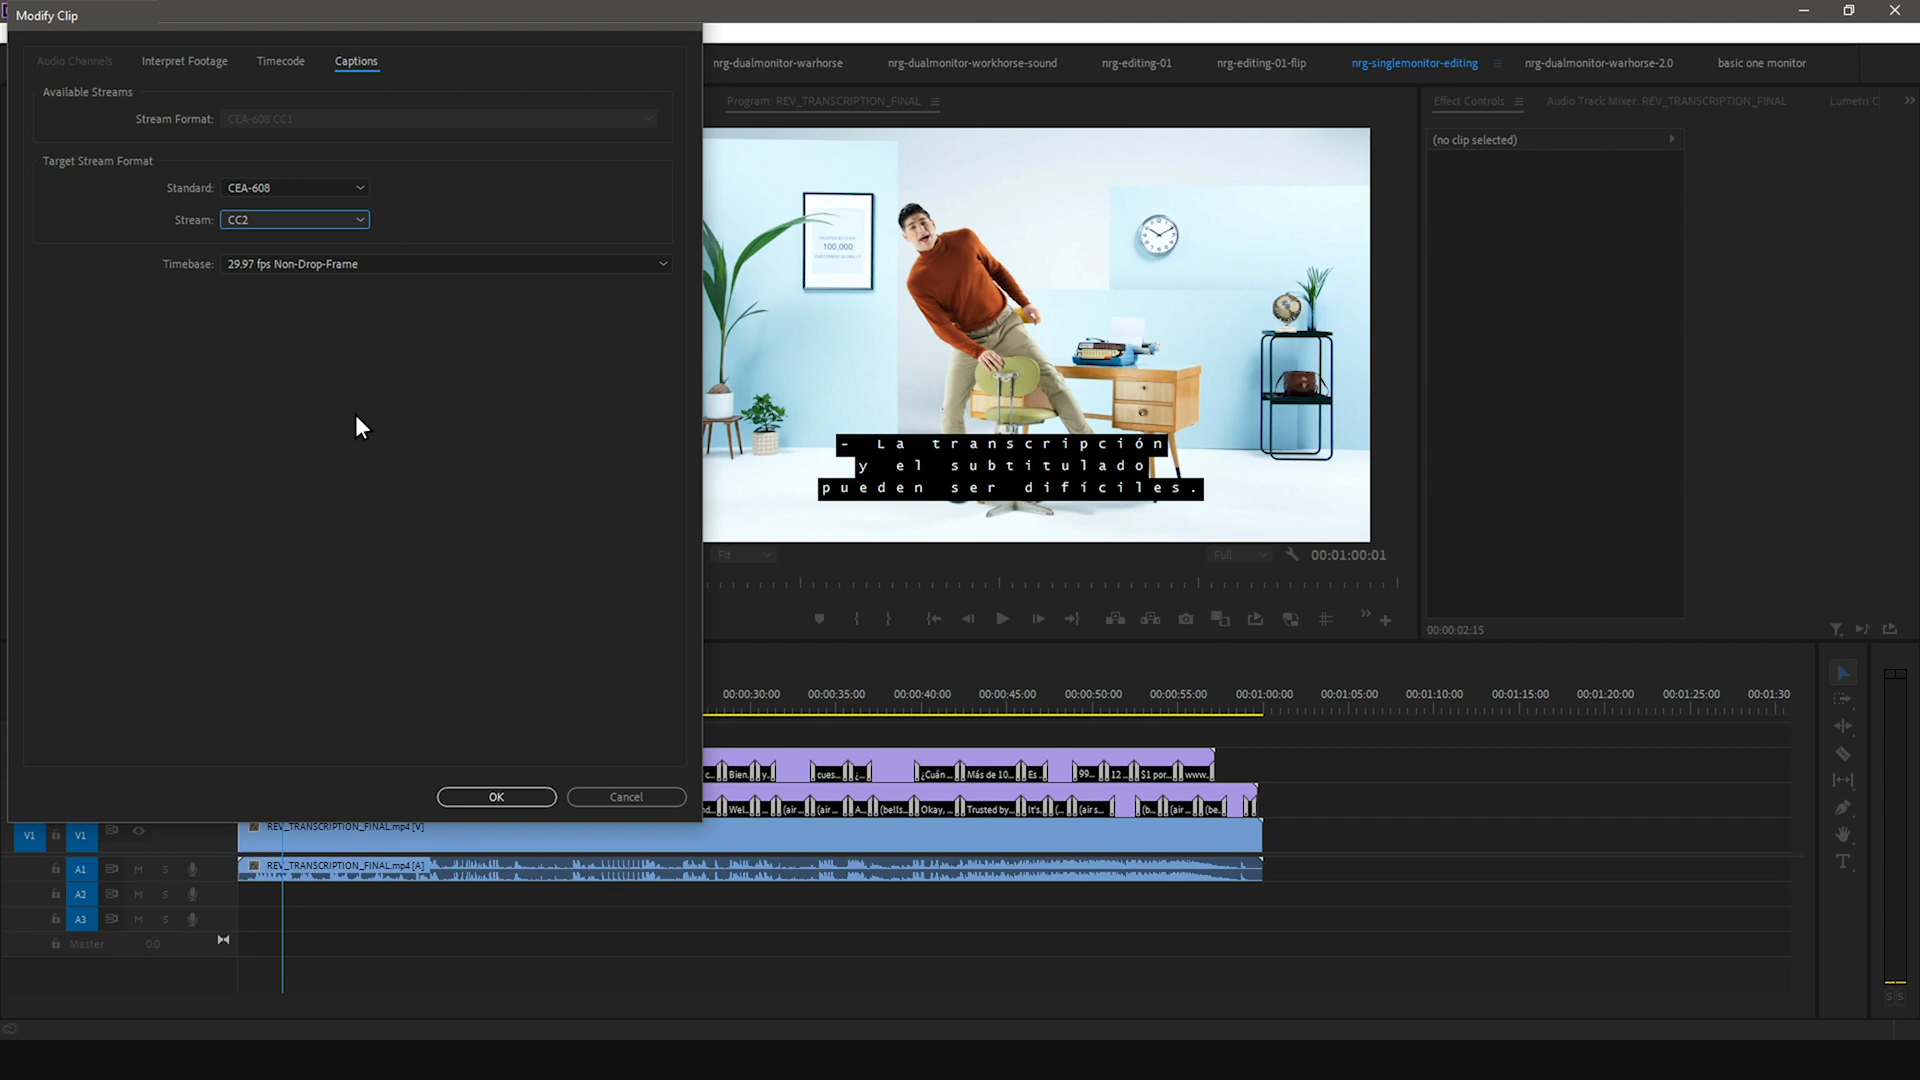 Modify Clip
Audio Channels
Interpret Footage
Timecode
Captions
Available Streams
Stream Format:
CEA-608 CC1
Target Stream Format
Standard:
CEA-608
Stream:
CC2
Timebase:
29.97 fps Non-Drop-Frame
OK
Cancel
nrg-dualmonitor-warhorse
nrg-dualmonitor-workhorse-sound
nrg-editing-01
nrg-editing-01-flip
nrg-singlemonitor-editing
nrg-dualmonitor-warhorse-2.0
basic one monitor
Program: REV_TRANSCRIPTION_FINAL
Effect Controls
Audio Track Mixer: REV_TRANSCRIPTION_FINAL
Lumetri C
(no clip selected)
TRUSTED BY OVER
100,000
CUSTOMERS GLOBALLY
- La transcripción
y el subtitulado
pueden ser difíciles.
Fit
Full
00:01:00:01
00:00:02:15
00:00:30:00
00:00:35:00
00:00:40:00
00:00:45:00
00:00:50:00
00:00:55:00
00:01:00:00
00:01:05:00
00:01:10:00
00:01:15:00
00:01:20:00
00:01:25:00
00:01:30
c...
Bien.
y.
cues...
¿...
¿Cuán ...
Más de 10...
Es ..
99...
12 ...
$1 por...
www..
nd...
Wel..
(air ...
(air ...
A...
(bells...
Okay, ...
Trusted by...
It's
(...
(air s...
(b...
(air ...
(be..
V1
V1
REV_TRANSCRIPTION_FINAL.mp4 [V]
A1
M
S
REV_TRANSCRIPTION_FINAL.mp4 [A]
A2
M
S
A3
M
S
Master
0.0
S
S